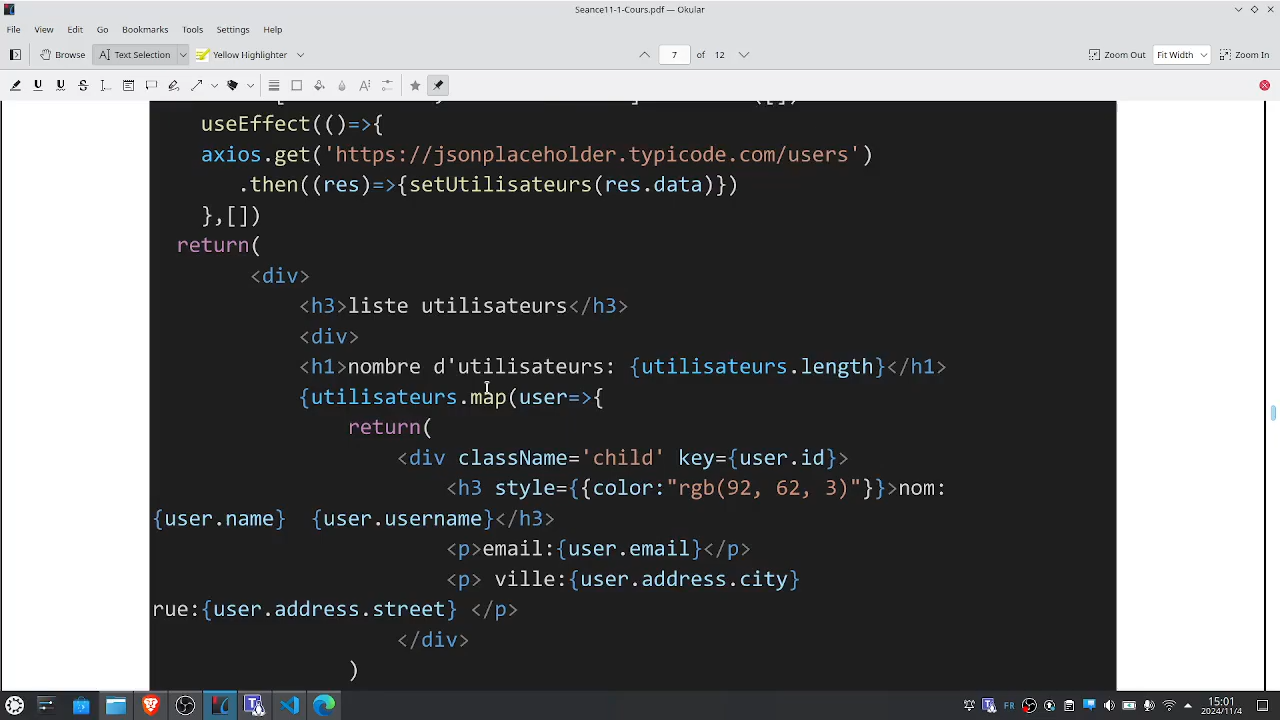 Seance11-1-Cours.pdf — Okular
File View Edit Go Bookmarks Tools Settings Help
Browse Text Selection Yellow Highlighter 7 of 12 Zoom Out Fit Width Zoom In
useEffect(()=>{
axios.get('https://jsonplaceholder.typicode.com/users')
.then((res)=>{setUtilisateurs(res.data)})
},[])
return(
<div>
<h3>liste utilisateurs</h3>
<div>
<h1>nombre d'utilisateurs: {utilisateurs.length}</h1>
{utilisateurs.map(user=>{
return(
<div className='child' key={user.id}>
<h3 style={{color:"rgb(92, 62, 3)"}}>nom:
{user.name} {user.username}</h3>
<p>email:{user.email}</p>
<p> ville:{user.address.city}
rue:{user.address.street} </p>
</div>
)
FR 15:01
2024/11/4